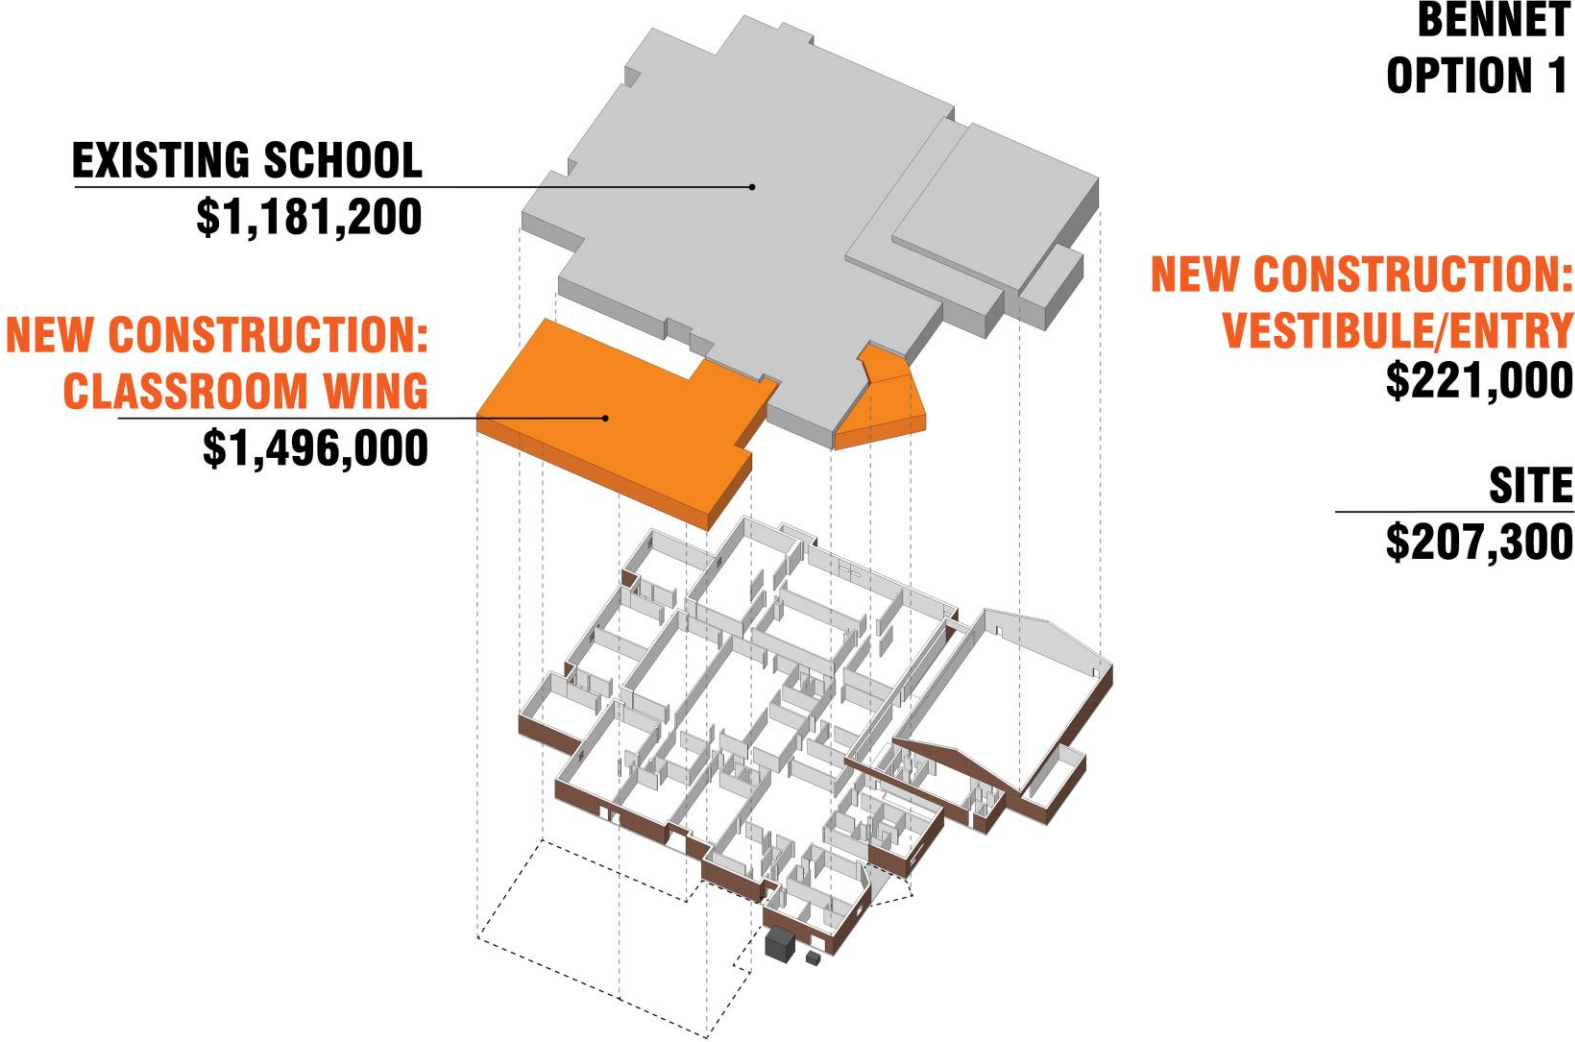 BENNET
OPTION 1
EXISTING SCHOOL
$1,181,200
NEW CONSTRUCTION:
CLASSROOM WING
$1,496,000
NEW CONSTRUCTION:
VESTIBULE/ENTRY
$221,000
SITE
$207,300